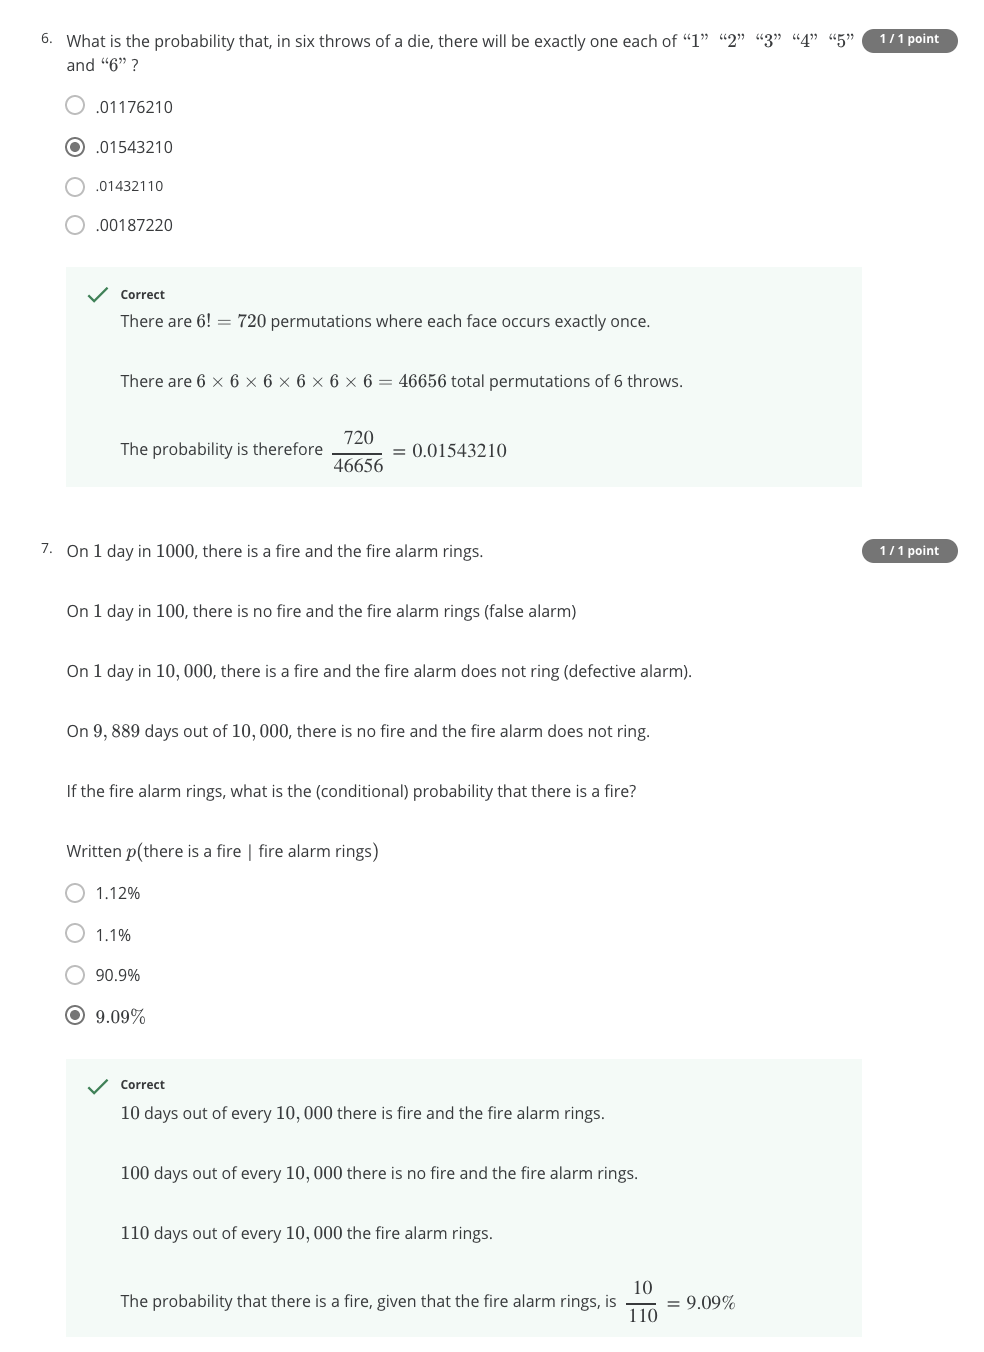 6. What is the probability that, in six throws of a die, there will be exactly one each of “1” “2” “3” “4” “5” 1 / 1 point
and “6” ?
.01176210
.01543210
.01432110
.00187220
Correct
There are 6! = 720 permutations where each face occurs exactly once.
There are 6 × 6 × 6 × 6 × 6 × 6 = 46656 total permutations of 6 throws.
The probability is therefore 720/46656 = 0.01543210
7. On 1 day in 1000, there is a fire and the fire alarm rings. 1 / 1 point
On 1 day in 100, there is no fire and the fire alarm rings (false alarm)
On 1 day in 10, 000, there is a fire and the fire alarm does not ring (defective alarm).
On 9, 889 days out of 10, 000, there is no fire and the fire alarm does not ring.
If the fire alarm rings, what is the (conditional) probability that there is a fire?
Written p(there is a fire | fire alarm rings)
1.12%
1.1%
90.9%
9.09%
Correct
10 days out of every 10, 000 there is fire and the fire alarm rings.
100 days out of every 10, 000 there is no fire and the fire alarm rings.
110 days out of every 10, 000 the fire alarm rings.
The probability that there is a fire, given that the fire alarm rings, is 10/110 = 9.09%